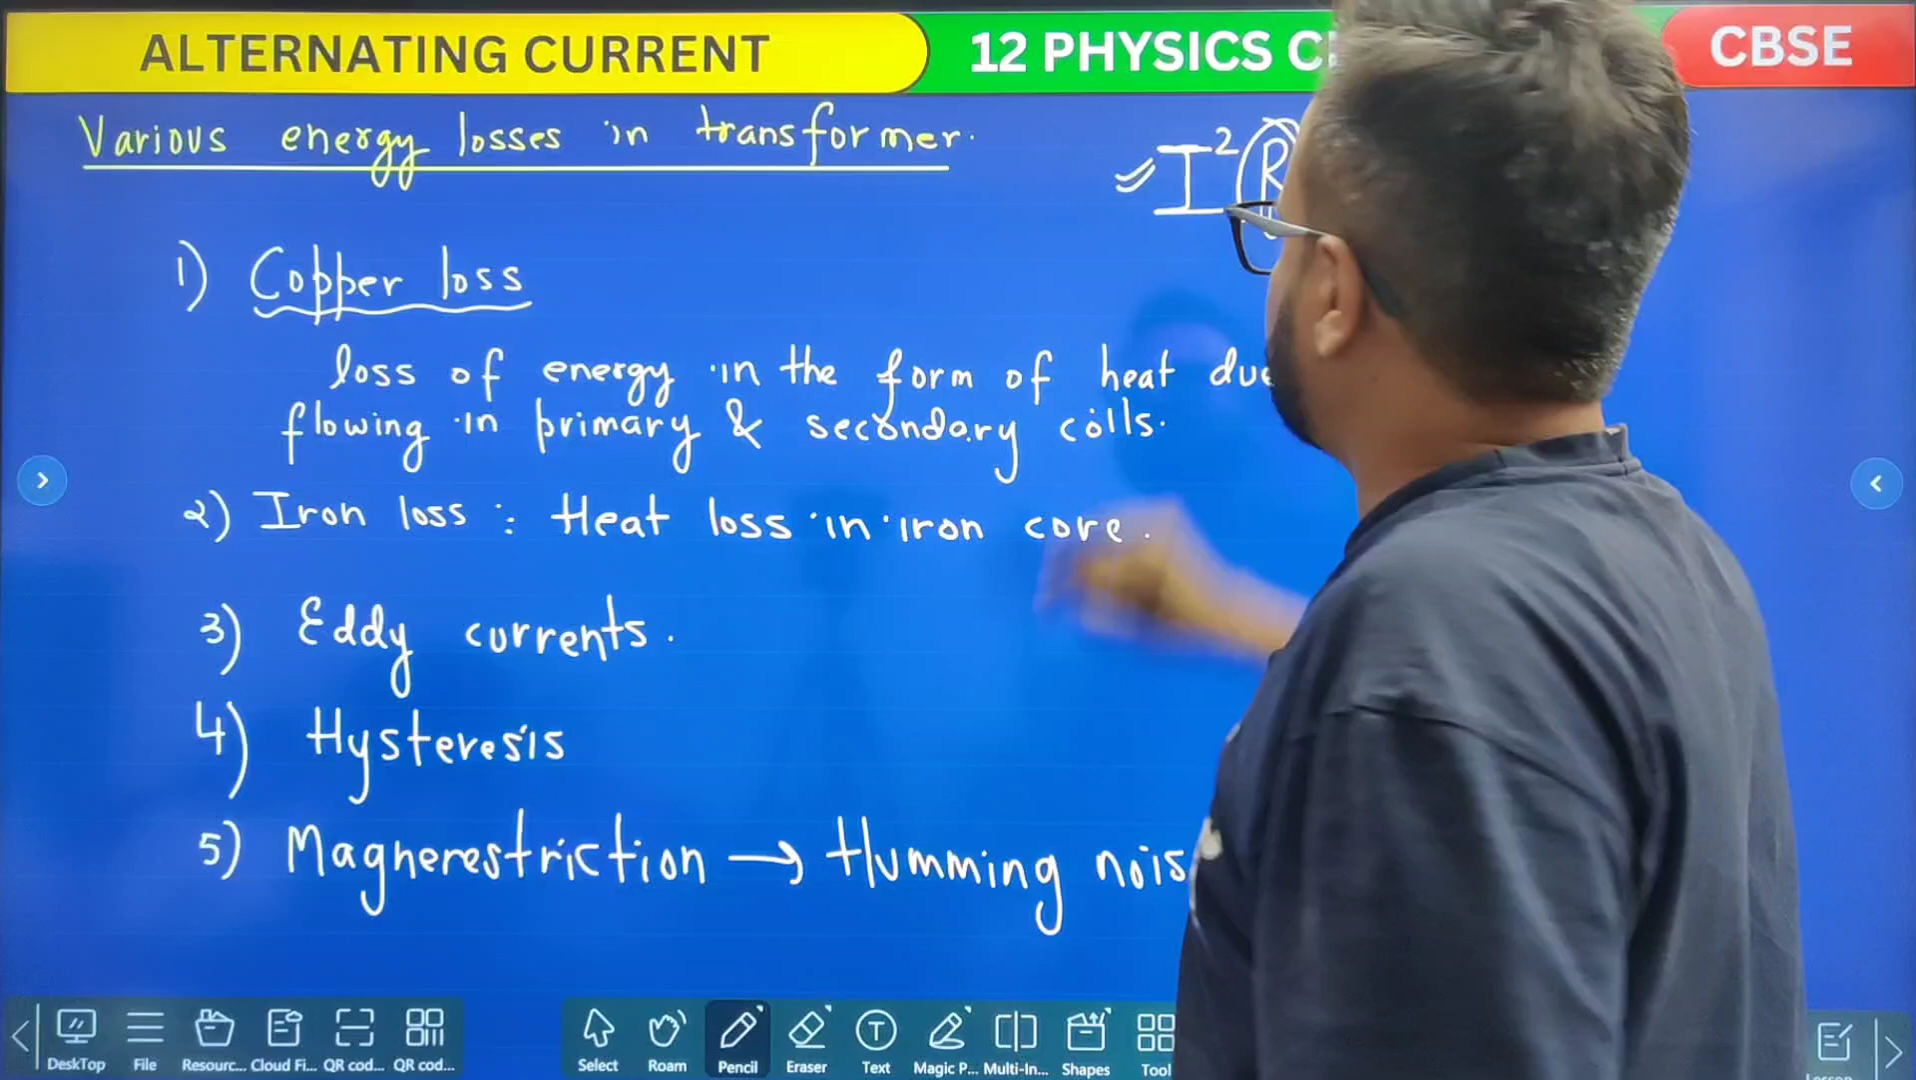 ALTERNATING CURRENT
12 PHYSICS C
CBSE
Various energy losses in transformer.
I²R
1) Copper loss
loss of energy in the form of heat due
flowing in primary & secondary coils.
2) Iron loss : Heat loss in iron core.
3) Eddy currents.
4) Hysteresis
5) Magnerestriction → Humming nois
DeskTop File Resourc... Cloud Fi... QR cod... QR cod... Select Roam Pencil Eraser Text Magic P... Multi-In... Shapes Tool